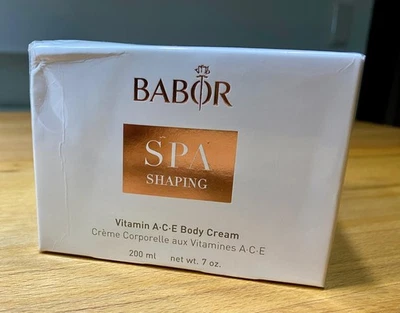 BABOR
SPA
SHAPING
Vitamin A·C·E Body Cream
Crème Corporelle aux Vitamines A·C·E
200 ml net wt. 7 oz.